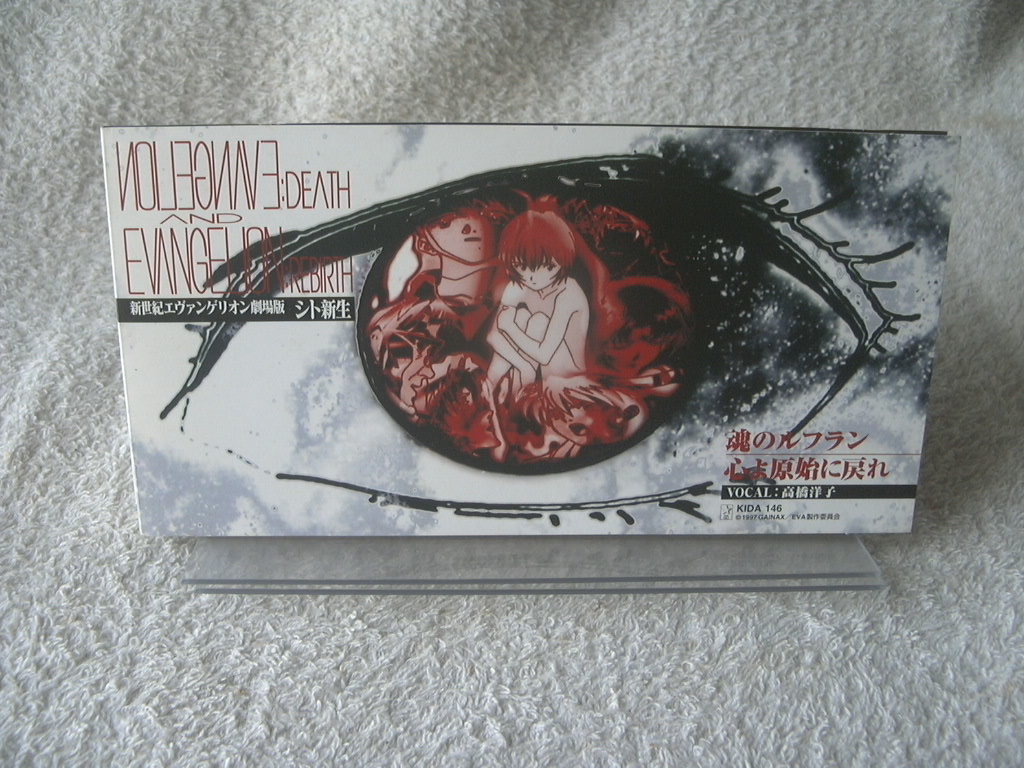 EVANGELION:DEATH
AND
EVANGELION:REBIRTH
新世紀エヴァンゲリオン劇場版 シト新生
魂のルフラン
心よ原始に戻れ
VOCAL:高橋洋子
KIDA 146
©1997 GAINAX/EVA製作委員会